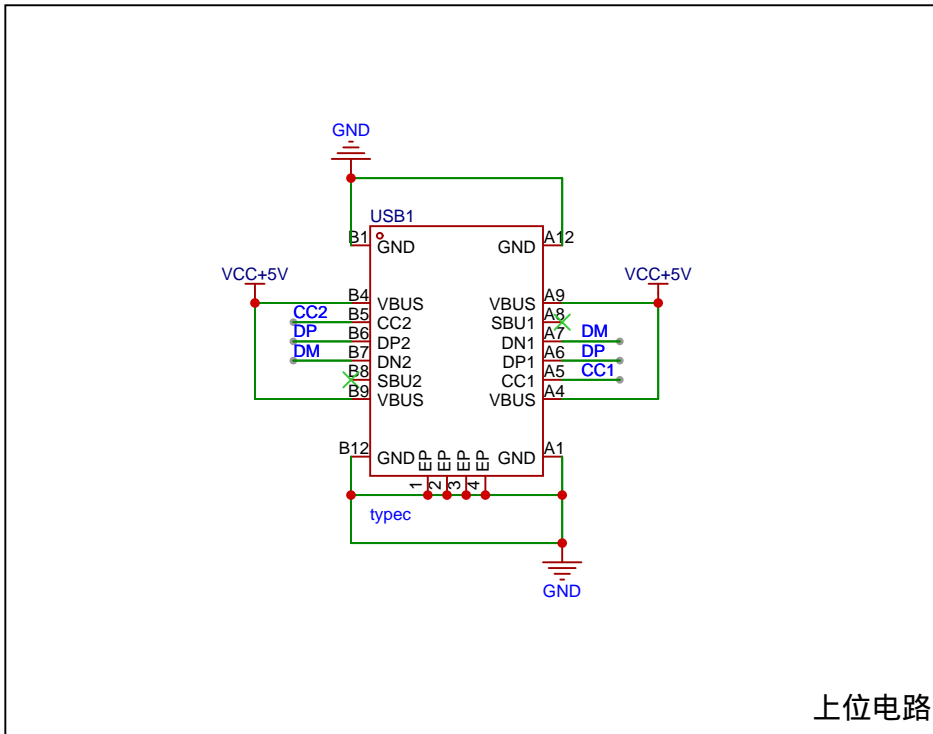 GND
USB1
B1 GND GND A12
VCC+5V VCC+5V
B4 VBUS VBUS A9
CC2 B5 CC2 SBU1 A8
DP B6 DP2 DN1 A7 DM
DM B7 DN2 DP1 A6 DP
B8 SBU2 CC1 A5 CC1
B9 VBUS VBUS A4
B12 GND EP EP EP EP GND A1
1 2 3 4
typec
GND
上位电路